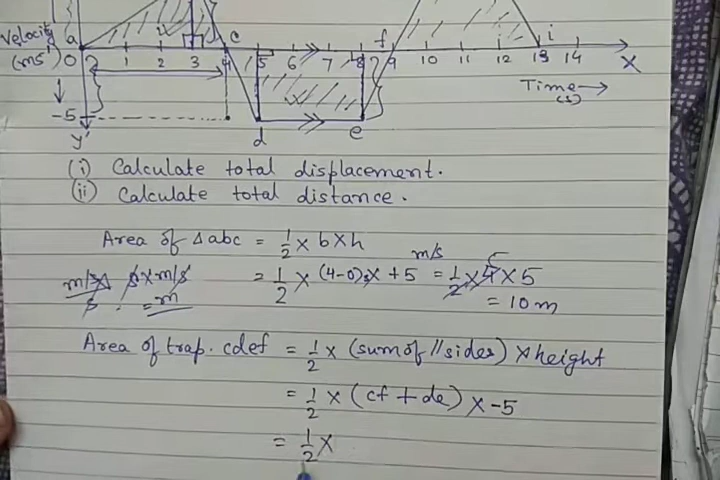 Velocity a i c f i
(ms⁻¹) 0 1 2 3 4 5 6 7 8 9 10 11 12 13 14 X
Time→
(s)
-5
y' d e
(i) Calculate total displacement.
(ii) Calculate total distance.
Area of Δabc = 1/2 × b × h
m/s
= 1/2 × (4-0)s × +5 = 1/2 × 4 × 5
= 10 m
m/s s × m/s
s = m
Area of trap. cdef = 1/2 × (sum of // sides) × height
= 1/2 × (cf + de) × -5
= 1/2 ×